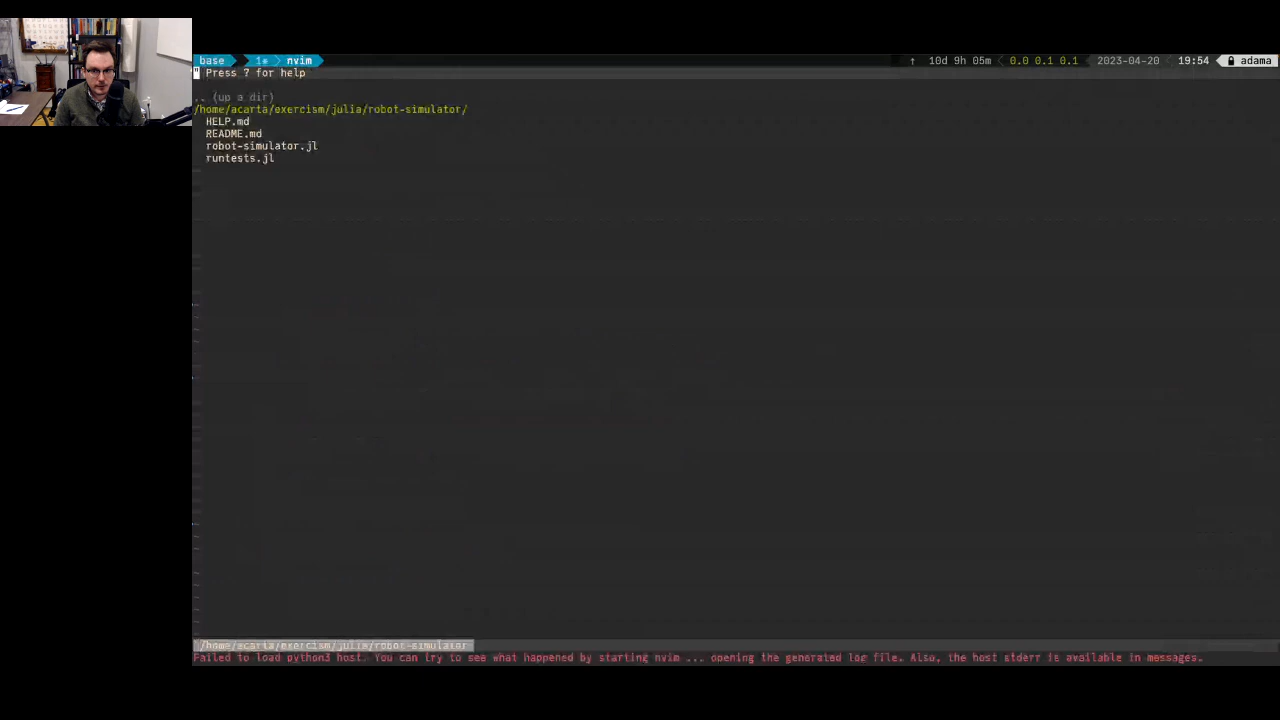 base 1* nvim ↑ 10d 9h 05m 0.0 0.1 0.1 2023-04-20 19:54 adama
" Press ? for help
.. (up a dir)
/home/acarta/exercism/julia/robot-simulator/
HELP.md
README.md
robot-simulator.jl
runtests.jl
/home/acarta/exercism/julia/robot-simulator
Failed to load python3 host. You can try to see what happened by starting nvim ... opening the generated log file. Also, the host stderr is available in messages.